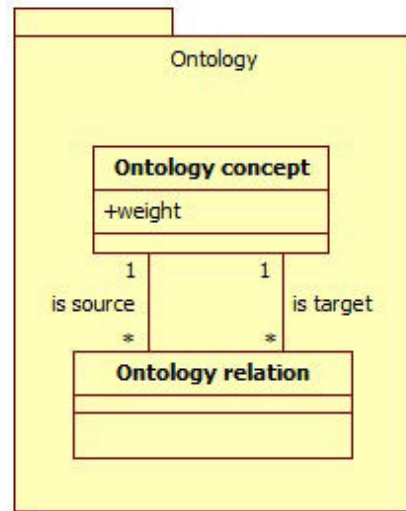 Ontology
Ontology concept
+weight
1 1
is source is target
* *
Ontology relation